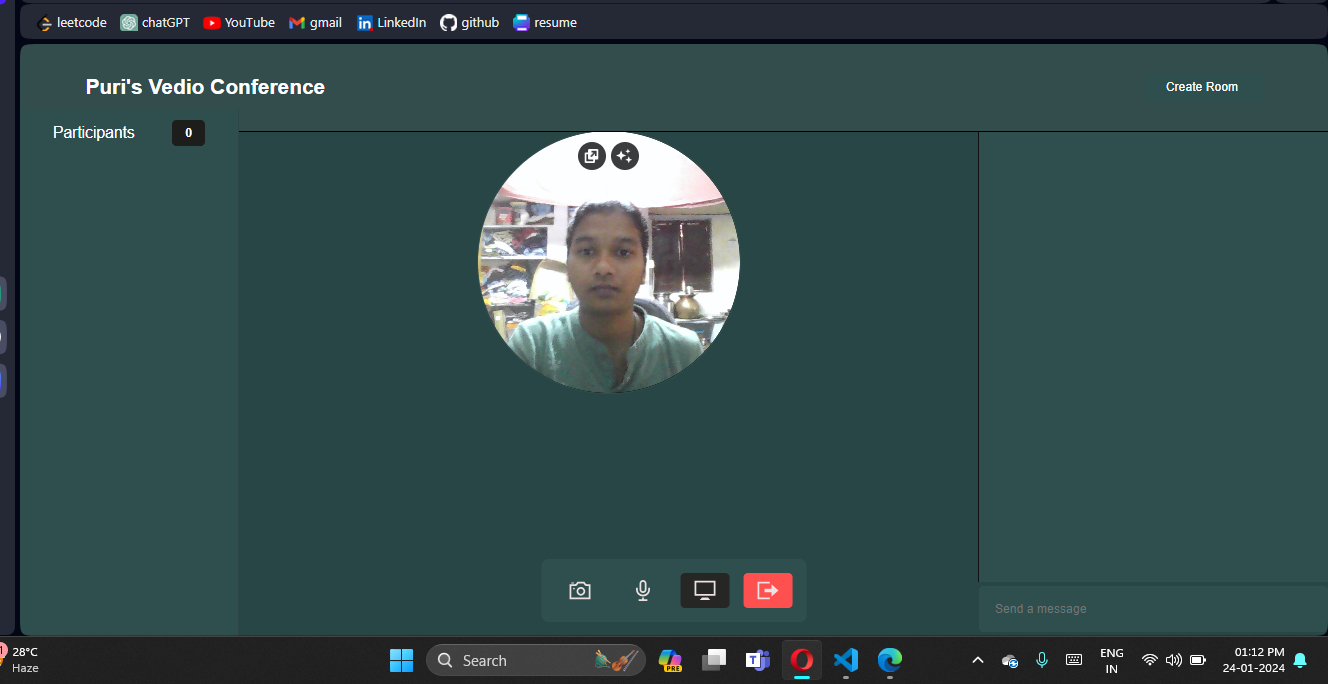 leetcode chatGPT YouTube gmail LinkedIn github resume
Puri's Vedio Conference
Create Room
Participants 0
Send a message
28°C
Haze
Search
PRE
ENG
IN
01:12 PM
24-01-2024